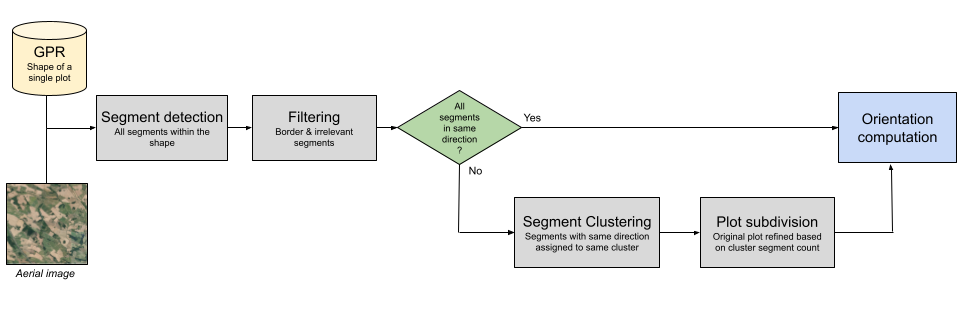 GPR
Shape of a
single plot
Aerial image
Segment detection
All segments within the
shape
Filtering
Border & irrelevant
segments
All
segments
in same
direction
?
Yes
No
Segment Clustering
Segments with same direction
assigned to same cluster
Plot subdivision
Original plot refined based
on cluster segment count
Orientation
computation